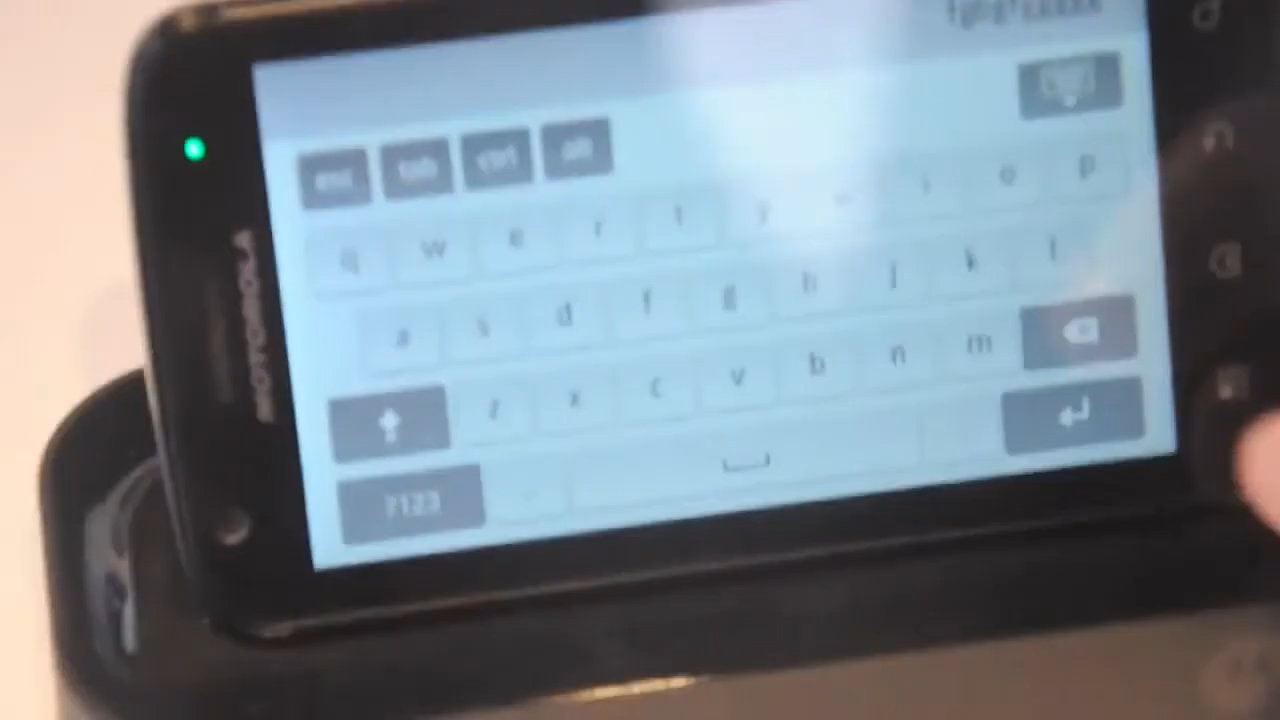 esc tab ctrl alt
q w e r t y u i o p
a s d f g h j k l
z x c v b n m
?123
MOTOROLA